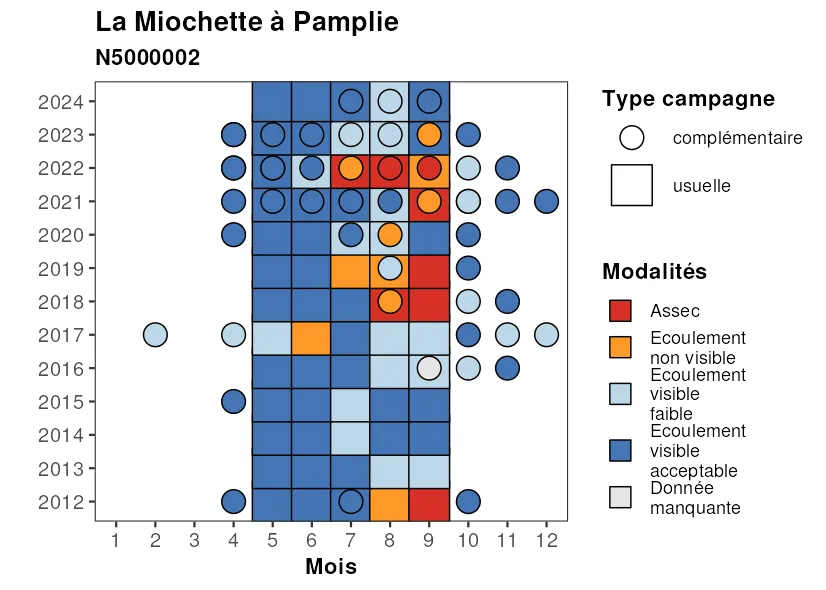 La Miochette à Pamplie
N5000002
2024
2023
2022
2021
2020
2019
2018
2017
2016
2015
2014
2013
2012
1 2 3 4 5 6 7 8 9 10 11 12
Mois
Type campagne
complémentaire
usuelle
Modalités
Assec
Ecoulement
non visible
Ecoulement
visible
faible
Ecoulement
visible
acceptable
Donnée
manquante